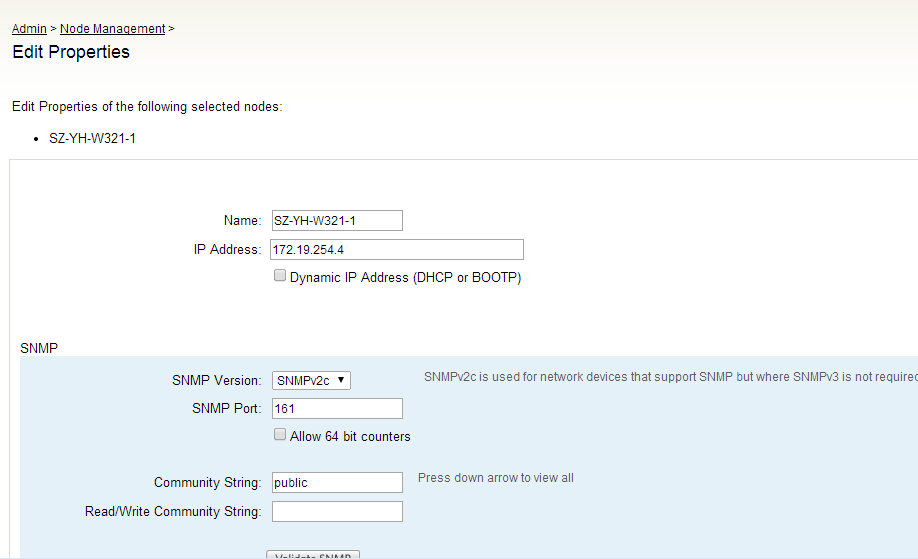 Admin > Node Management >
Edit Properties
Edit Properties of the following selected nodes:
• SZ-YH-W321-1
Name: SZ-YH-W321-1
IP Address: 172.19.254.4
Dynamic IP Address (DHCP or BOOTP)
SNMP
SNMP Version: SNMPv2c ▼ SNMPv2c is used for network devices that support SNMP but where SNMPv3 is not required
SNMP Port: 161
Allow 64 bit counters
Community String: public Press down arrow to view all
Read/Write Community String:
Validate SNMP